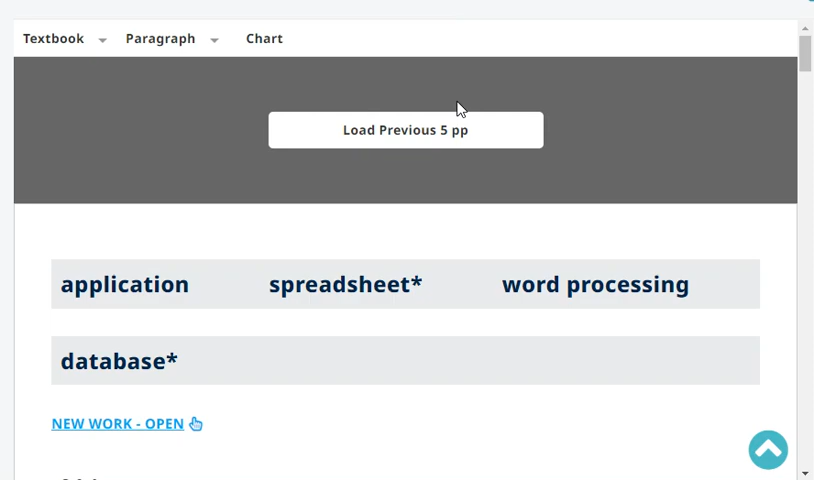 Textbook Paragraph Chart
Load Previous 5 pp
application spreadsheet* word processing
database*
NEW WORK - OPEN